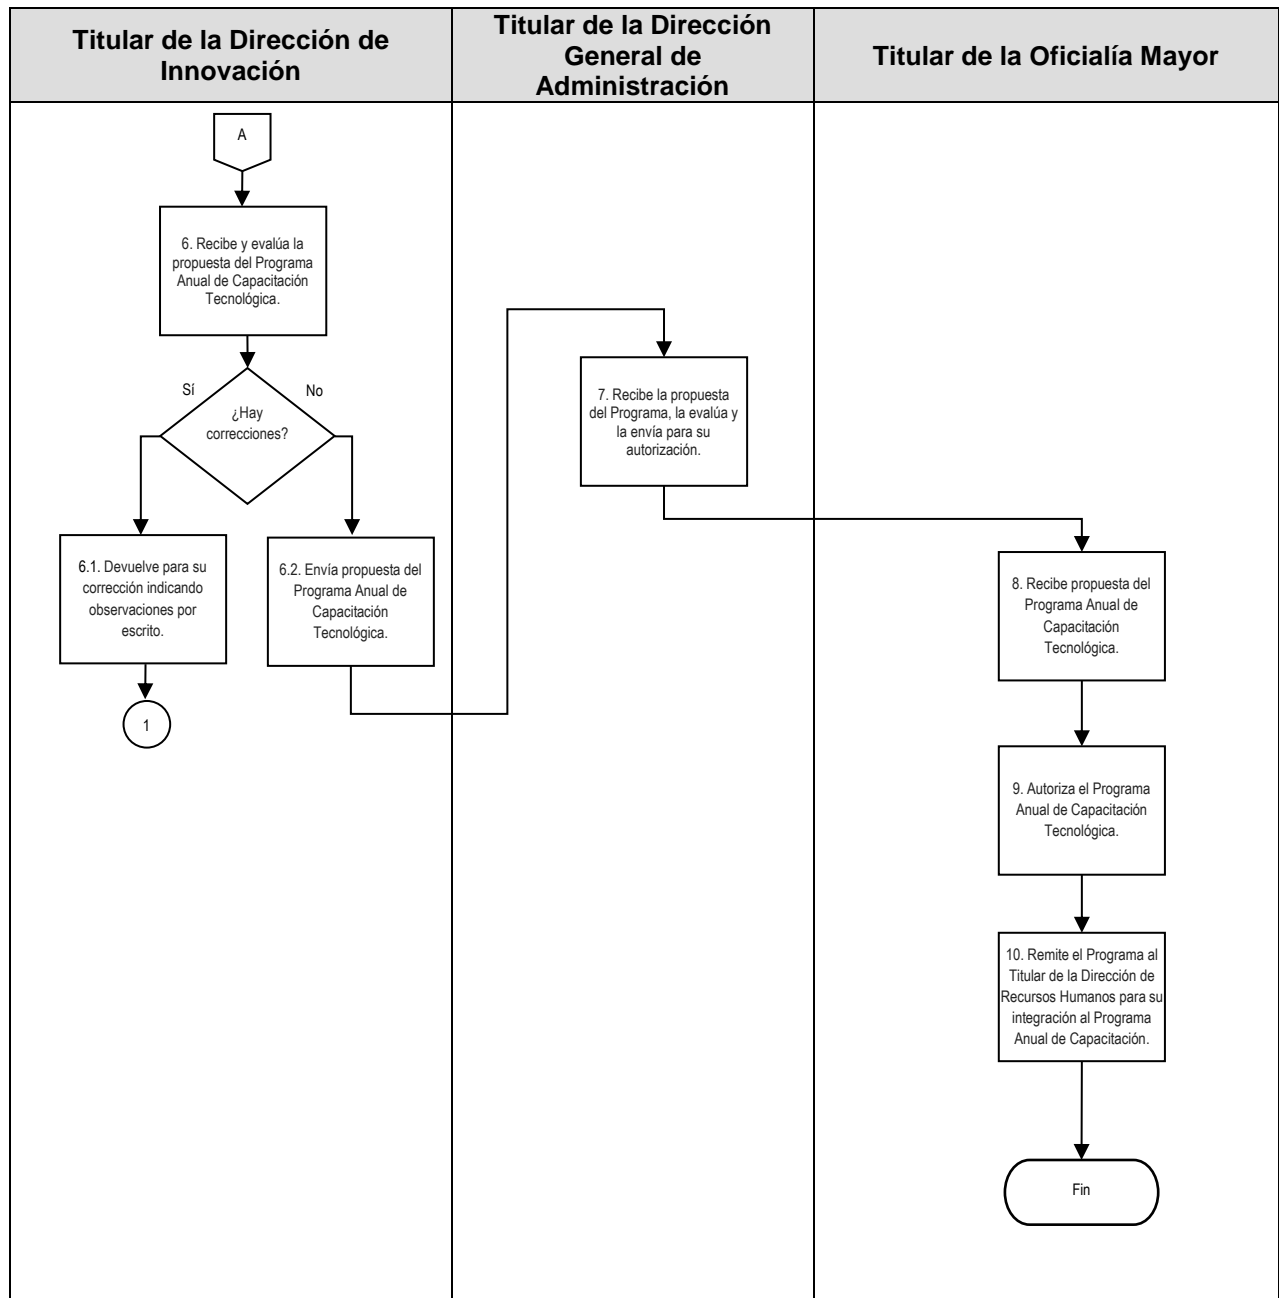 Titular de la Dirección de
Innovación
Titular de la Dirección
General de
Administración
Titular de la Oficialía Mayor
A
6. Recibe y evalúa la
propuesta del Programa
Anual de Capacitación
Tecnológica.
Sí
No
¿Hay
correcciones?
6.1. Devuelve para su
corrección indicando
observaciones por
escrito.
1
6.2. Envía propuesta del
Programa Anual de
Capacitación
Tecnológica.
7. Recibe la propuesta
del Programa, la evalúa y
la envía para su
autorización.
8. Recibe propuesta del
Programa Anual de
Capacitación
Tecnológica.
9. Autoriza el Programa
Anual de Capacitación
Tecnológica.
10. Remite el Programa al
Titular de la Dirección de
Recursos Humanos para su
integración al Programa
Anual de Capacitación.
Fin